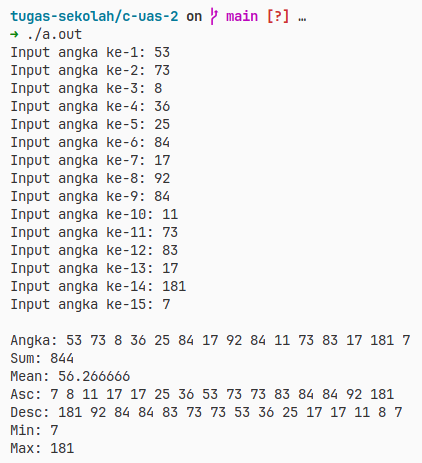 tugas-sekolah/c-uas-2 on main [?] …
→ ./a.out
Input angka ke-1: 53
Input angka ke-2: 73
Input angka ke-3: 8
Input angka ke-4: 36
Input angka ke-5: 25
Input angka ke-6: 84
Input angka ke-7: 17
Input angka ke-8: 92
Input angka ke-9: 84
Input angka ke-10: 11
Input angka ke-11: 73
Input angka ke-12: 83
Input angka ke-13: 17
Input angka ke-14: 181
Input angka ke-15: 7
Angka: 53 73 8 36 25 84 17 92 84 11 73 83 17 181 7
Sum: 844
Mean: 56.266666
Asc: 7 8 11 17 17 25 36 53 73 73 83 84 84 92 181
Desc: 181 92 84 84 83 73 73 53 36 25 17 17 11 8 7
Min: 7
Max: 181